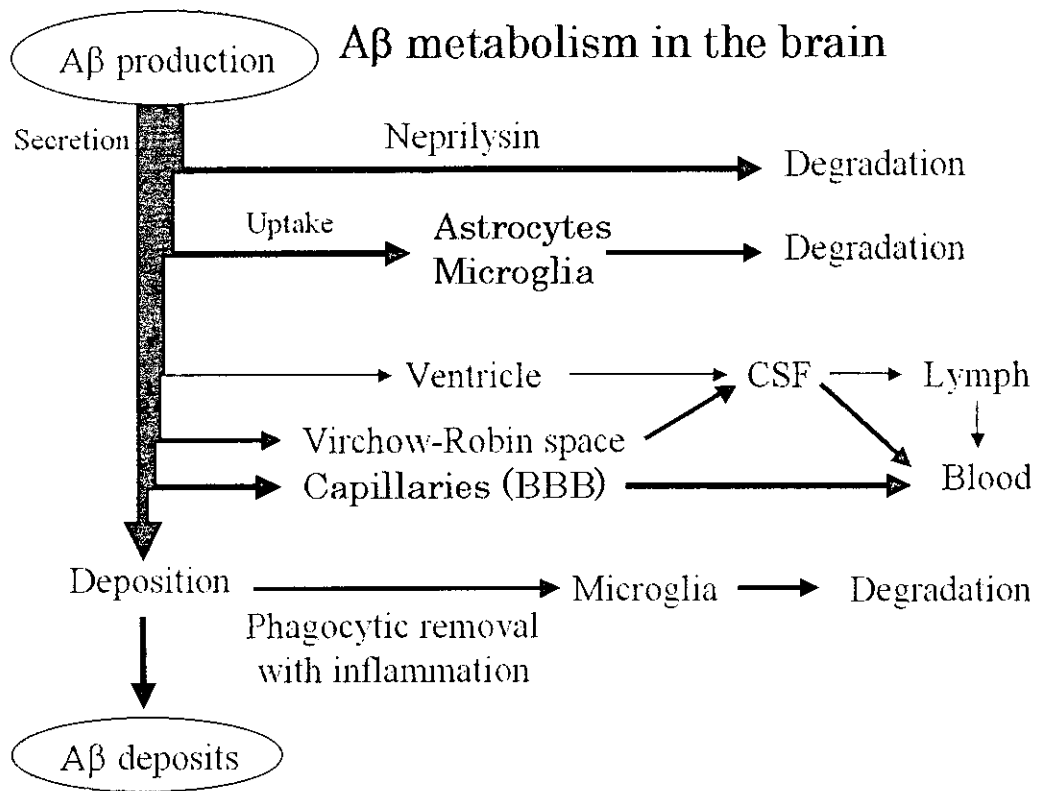 Aβ production
Aβ metabolism in the brain
Secretion
Neprilysin
Degradation
Uptake
Astrocytes
Microglia
Degradation
Ventricle
CSF
Lymph
Virchow-Robin space
Capillaries (BBB)
Blood
Deposition
Microglia
Degradation
Phagocytic removal
with inflammation
Aβ deposits